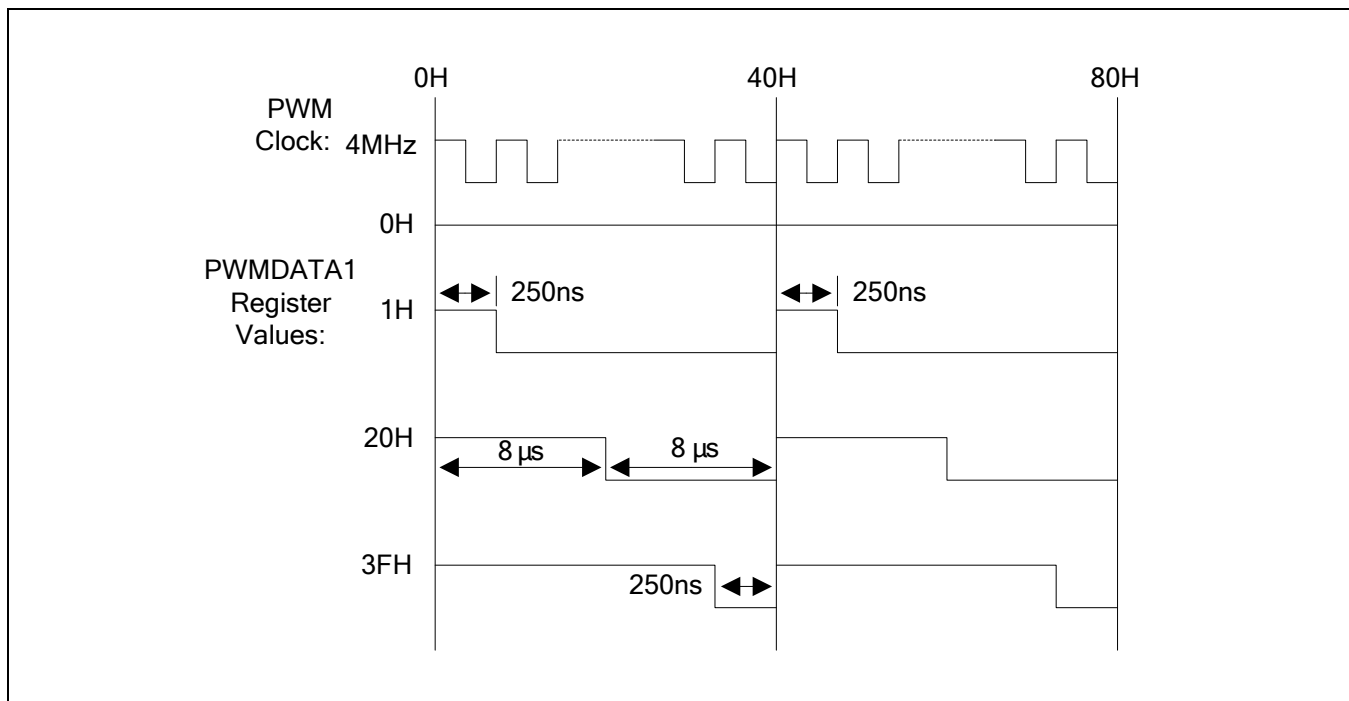 0H 40H 80H
PWM
Clock: 4MHz
0H
PWMDATA1
Register
Values:
1H 250ns 250ns
20H 8 µs 8 µs
3FH 250ns